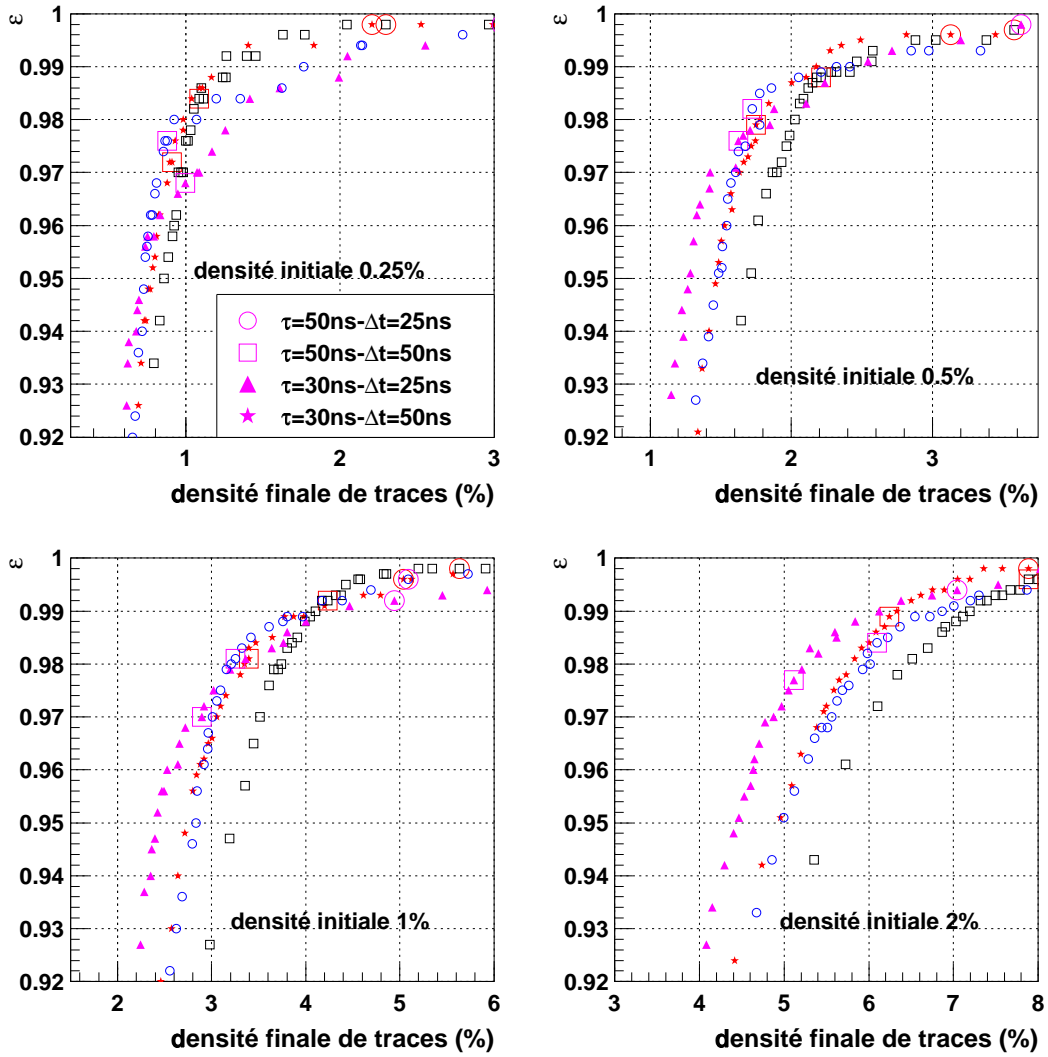 ε
1
0.99
0.98
0.97
0.96
0.95
0.94
0.93
0.92
densité initiale 0.25%
τ=50ns-Δt=25ns
τ=50ns-Δt=50ns
τ=30ns-Δt=25ns
τ=30ns-Δt=50ns
1 2 3
densité finale de traces (%)
ε
1
0.99
0.98
0.97
0.96
0.95
0.94
0.93
0.92
densité initiale 0.5%
1 2 3
densité finale de traces (%)
ε
1
0.99
0.98
0.97
0.96
0.95
0.94
0.93
0.92
densité initiale 1%
2 3 4 5 6
densité finale de traces (%)
ε
1
0.99
0.98
0.97
0.96
0.95
0.94
0.93
0.92
densité initiale 2%
3 4 5 6 7 8
densité finale de traces (%)